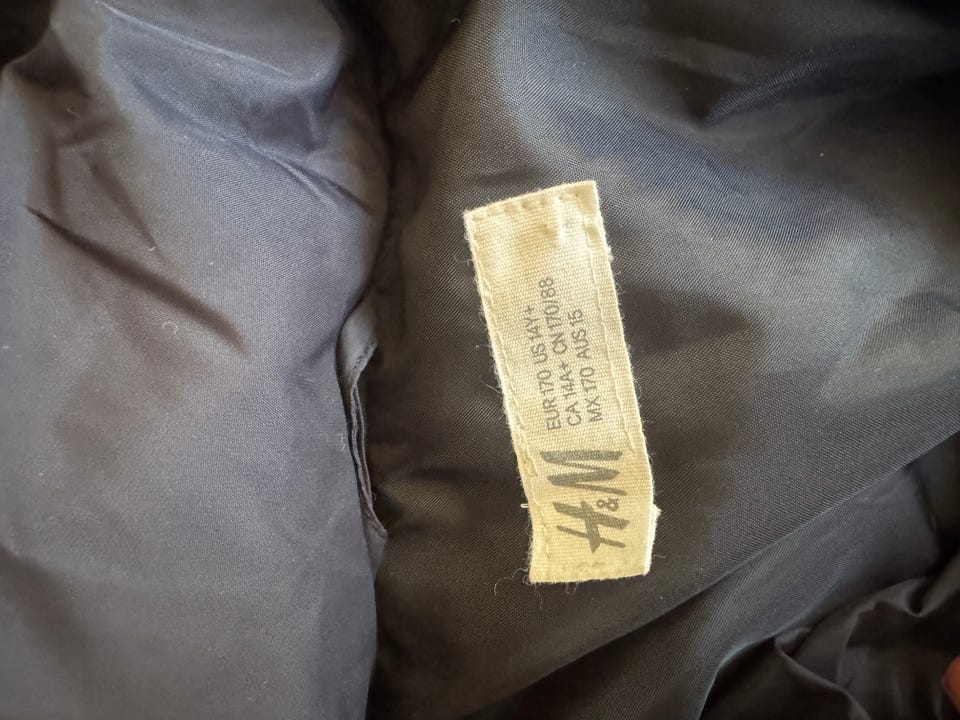 H&M
EUR 170 US 14Y+
CA 14A+ CN 170/88
MX 170 AUS 15